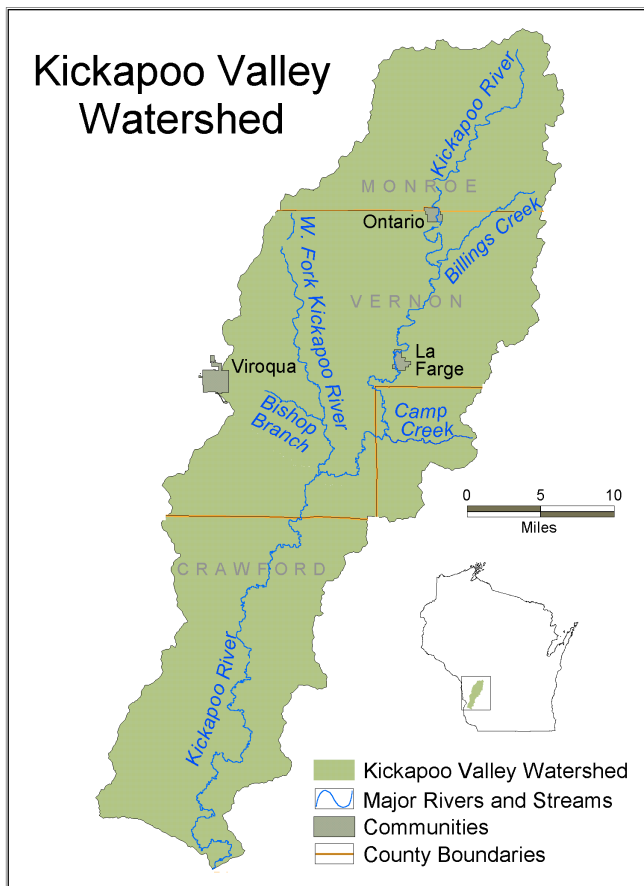 Kickapoo Valley
Watershed
Kickapoo River
MONROE
Ontario
Billings Creek
W. Fork Kickapoo River
VERNON
La
Farge
Viroqua
Bishop
Branch
Camp
Creek
0 5 10
Miles
CRAWFORD
Kickapoo River
Kickapoo Valley Watershed
Major Rivers and Streams
Communities
County Boundaries